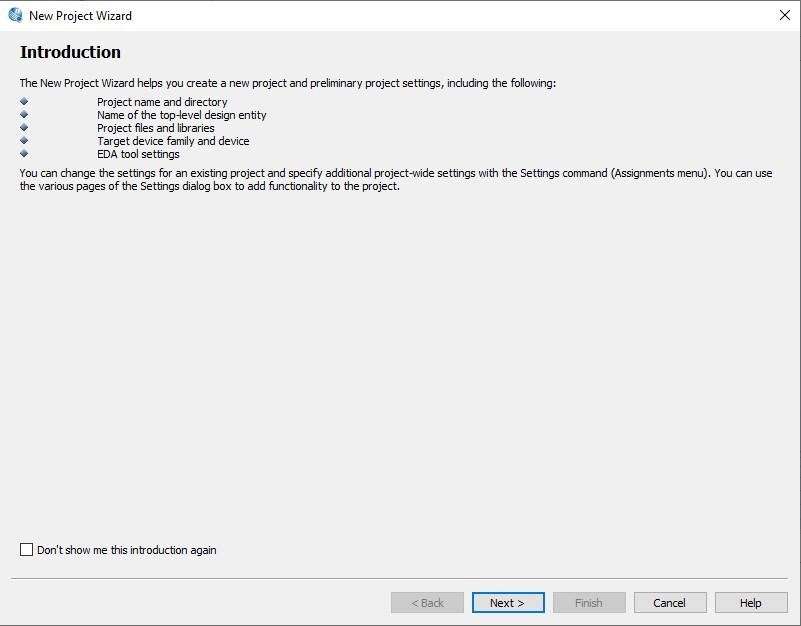 New Project Wizard
Introduction
The New Project Wizard helps you create a new project and preliminary project settings, including the following:
Project name and directory
Name of the top-level design entity
Project files and libraries
Target device family and device
EDA tool settings
You can change the settings for an existing project and specify additional project-wide settings with the Settings command (Assignments menu). You can use
the various pages of the Settings dialog box to add functionality to the project.
Don't show me this introduction again
< Back Next > Finish Cancel Help